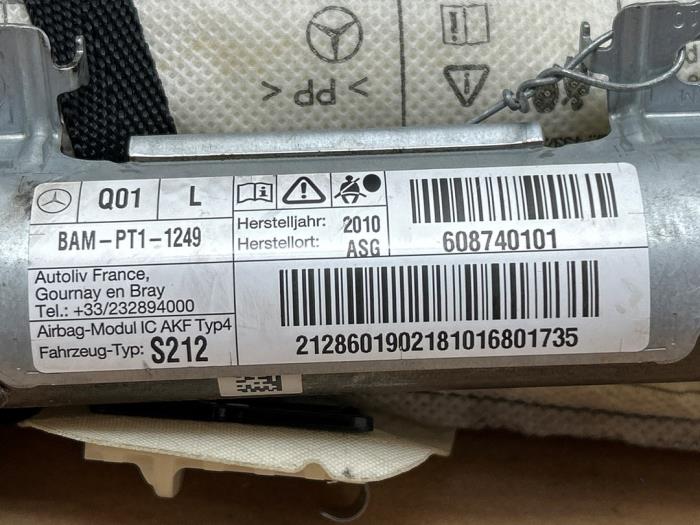 > PP <
Q01
L
BAM-PT1-1249
Herstelljahr: 2010
Herstellort: ASG
608740101
Autoliv France,
Gournay en Bray
Tel.: +33/232894000
Airbag-Modul IC AKF Typ4
Fahrzeug-Typ: S212
2128601902181016801735